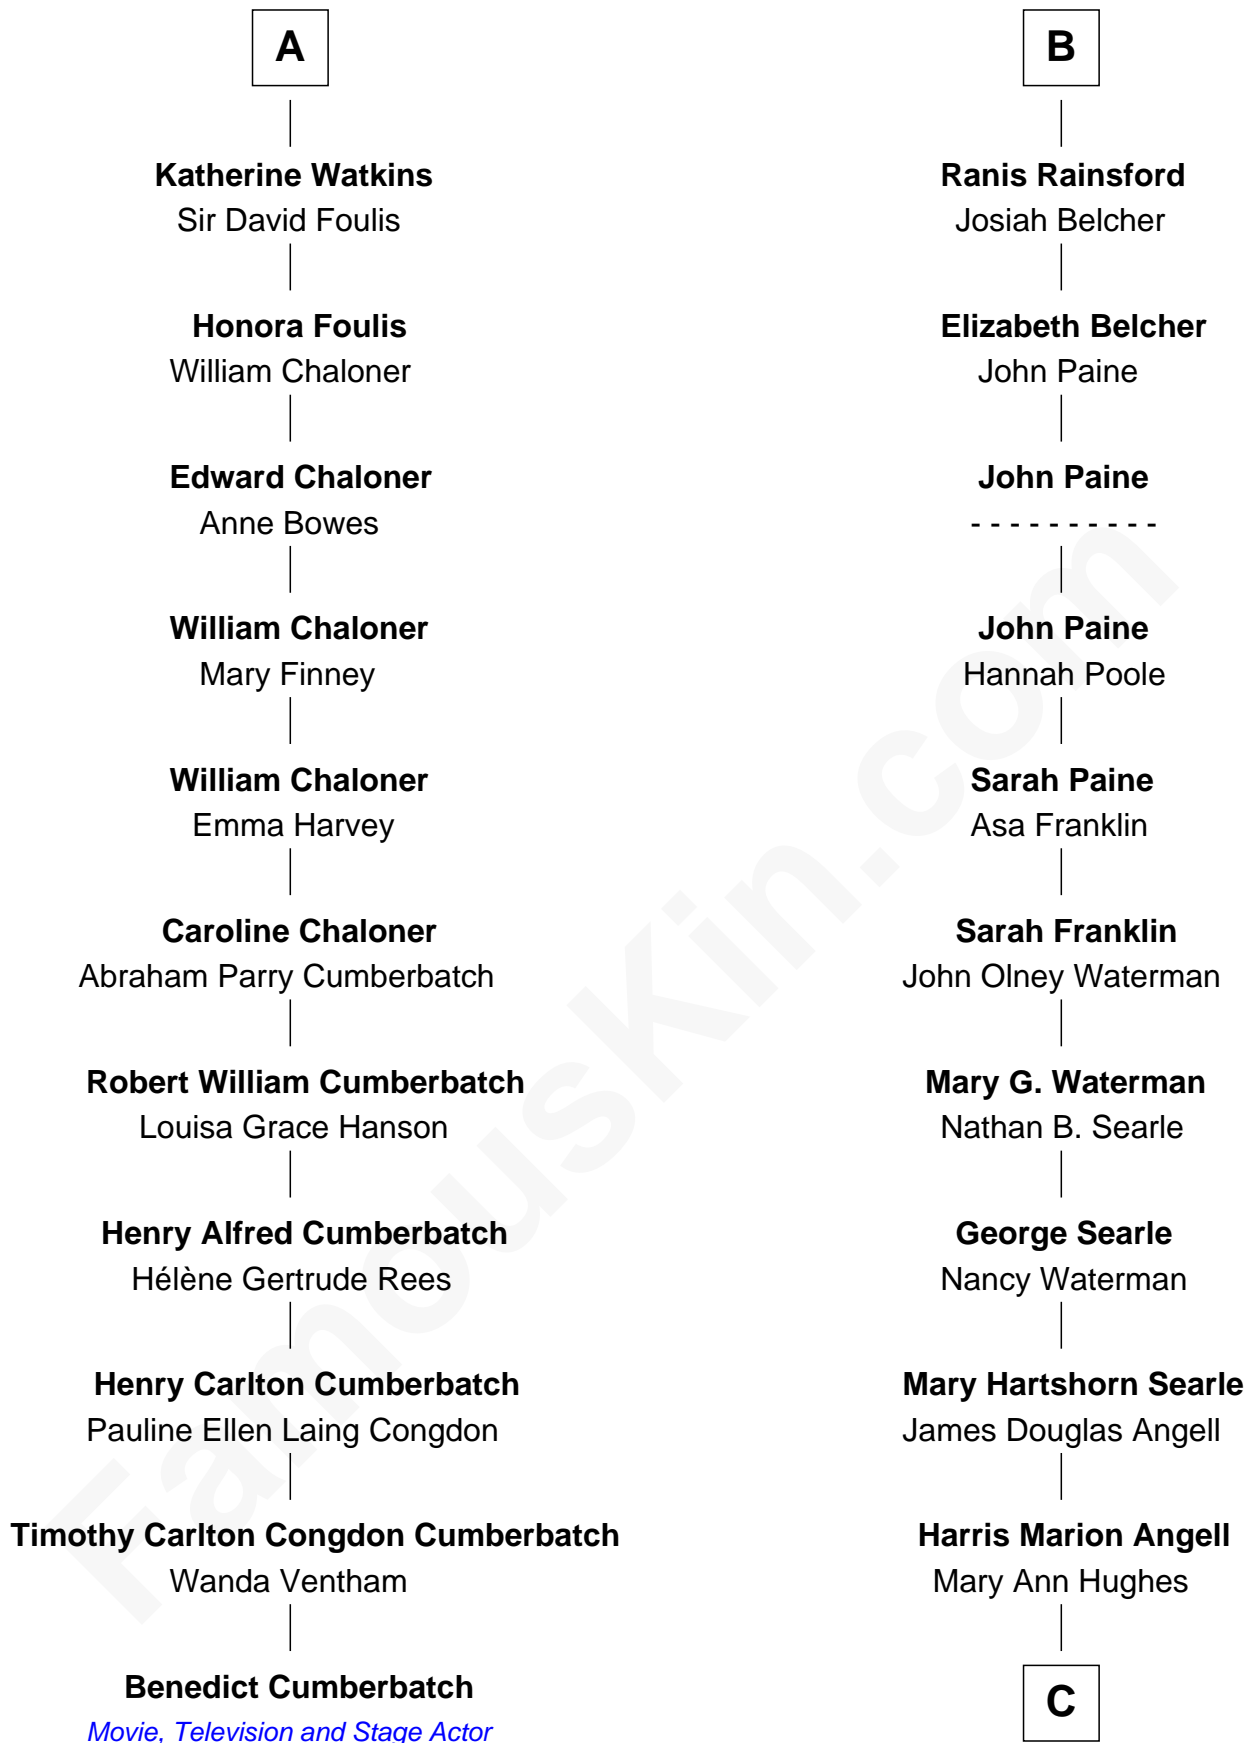 A
Katherine Watkins
Sir David Foulis
Honora Foulis
William Chaloner
Edward Chaloner
Anne Bowes
William Chaloner
Mary Finney
William Chaloner
Emma Harvey
Caroline Chaloner
Abraham Parry Cumberbatch
Robert William Cumberbatch
Louisa Grace Hanson
Henry Alfred Cumberbatch
Hélène Gertrude Rees
Henry Carlton Cumberbatch
Pauline Ellen Laing Congdon
Timothy Carlton Congdon Cumberbatch
Wanda Ventham
Benedict Cumberbatch
Movie, Television and Stage Actor
B
Ranis Rainsford
Josiah Belcher
Elizabeth Belcher
John Paine
John Paine
- - - - - - - - - -
John Paine
Hannah Poole
Sarah Paine
Asa Franklin
Sarah Franklin
John Olney Waterman
Mary G. Waterman
Nathan B. Searle
George Searle
Nancy Waterman
Mary Hartshorn Searle
James Douglas Angell
Harris Marion Angell
Mary Ann Hughes
C
FamousKin.com